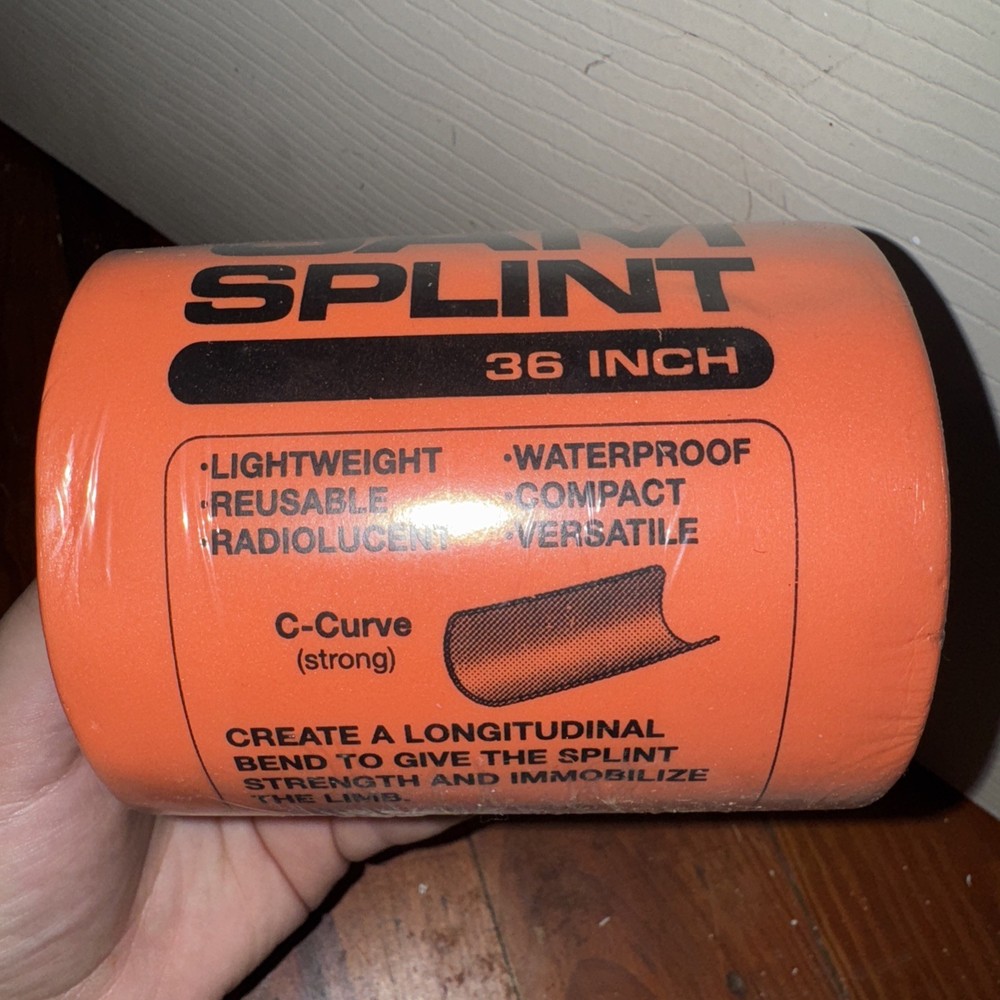 SAM
SPLINT
36 INCH
•LIGHTWEIGHT
•REUSABLE
•RADIOLUCENT
•WATERPROOF
•COMPACT
•VERSATILE
C-Curve
(strong)
CREATE A LONGITUDINAL
BEND TO GIVE THE SPLINT
STRENGTH AND IMMOBILIZE
THE LIMB.